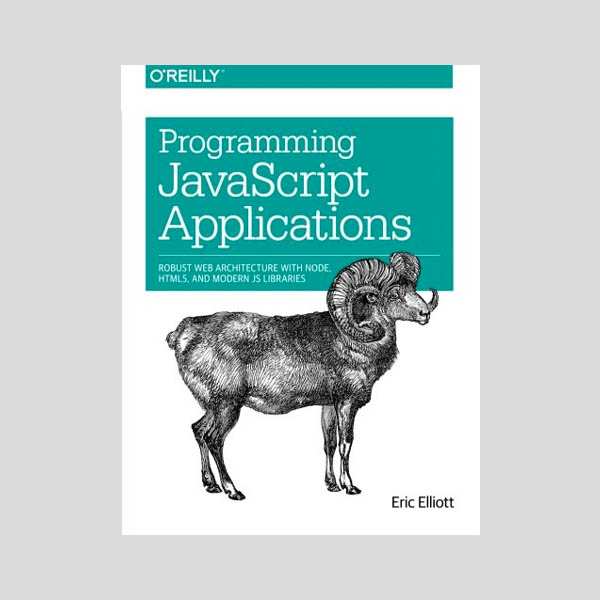 O'REILLY®
Programming
JavaScript
Applications
ROBUST WEB ARCHITECTURE WITH NODE,
HTML5, AND MODERN JS LIBRARIES
Eric Elliott